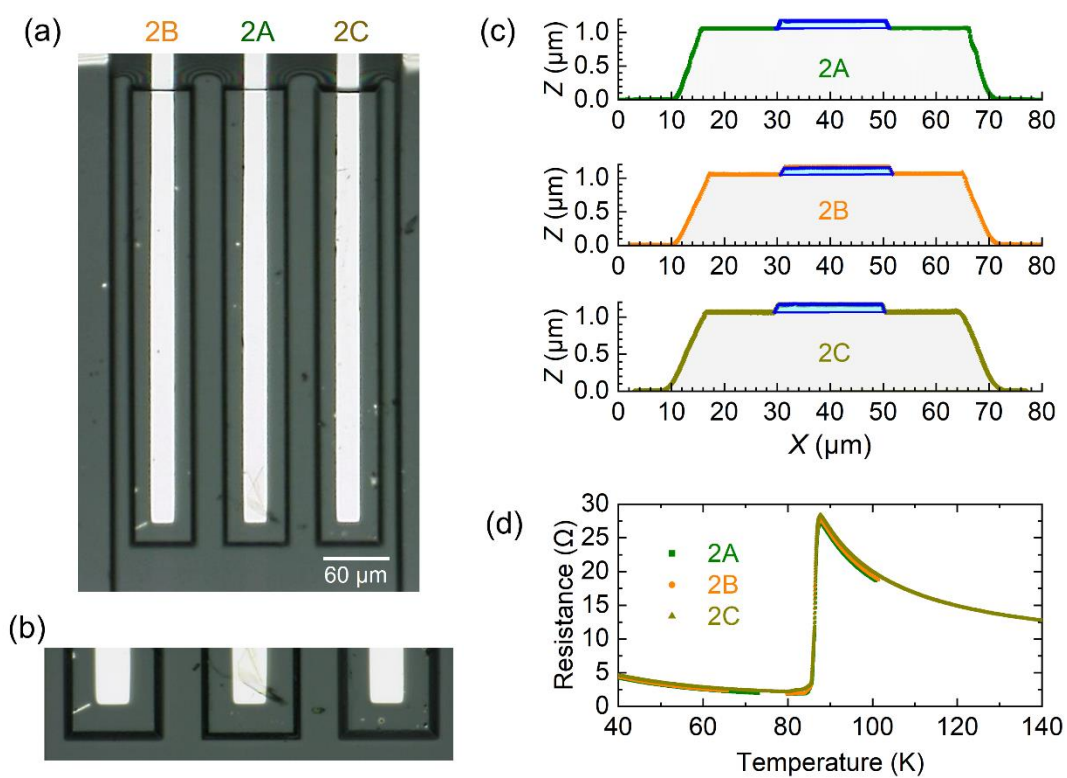 (a)
2B 2A 2C
60 µm
(b)
(c)
Z (µm)
1.0
0.5
0.0
2A
0 10 20 30 40 50 60 70 80
Z (µm)
1.0
0.5
0.0
2B
0 10 20 30 40 50 60 70 80
Z (µm)
1.0
0.5
0.0
2C
0 10 20 30 40 50 60 70 80
X (µm)
(d)
Resistance (Ω)
30
25
20
15
10
5
0
2A
2B
2C
40 60 80 100 120 140
Temperature (K)